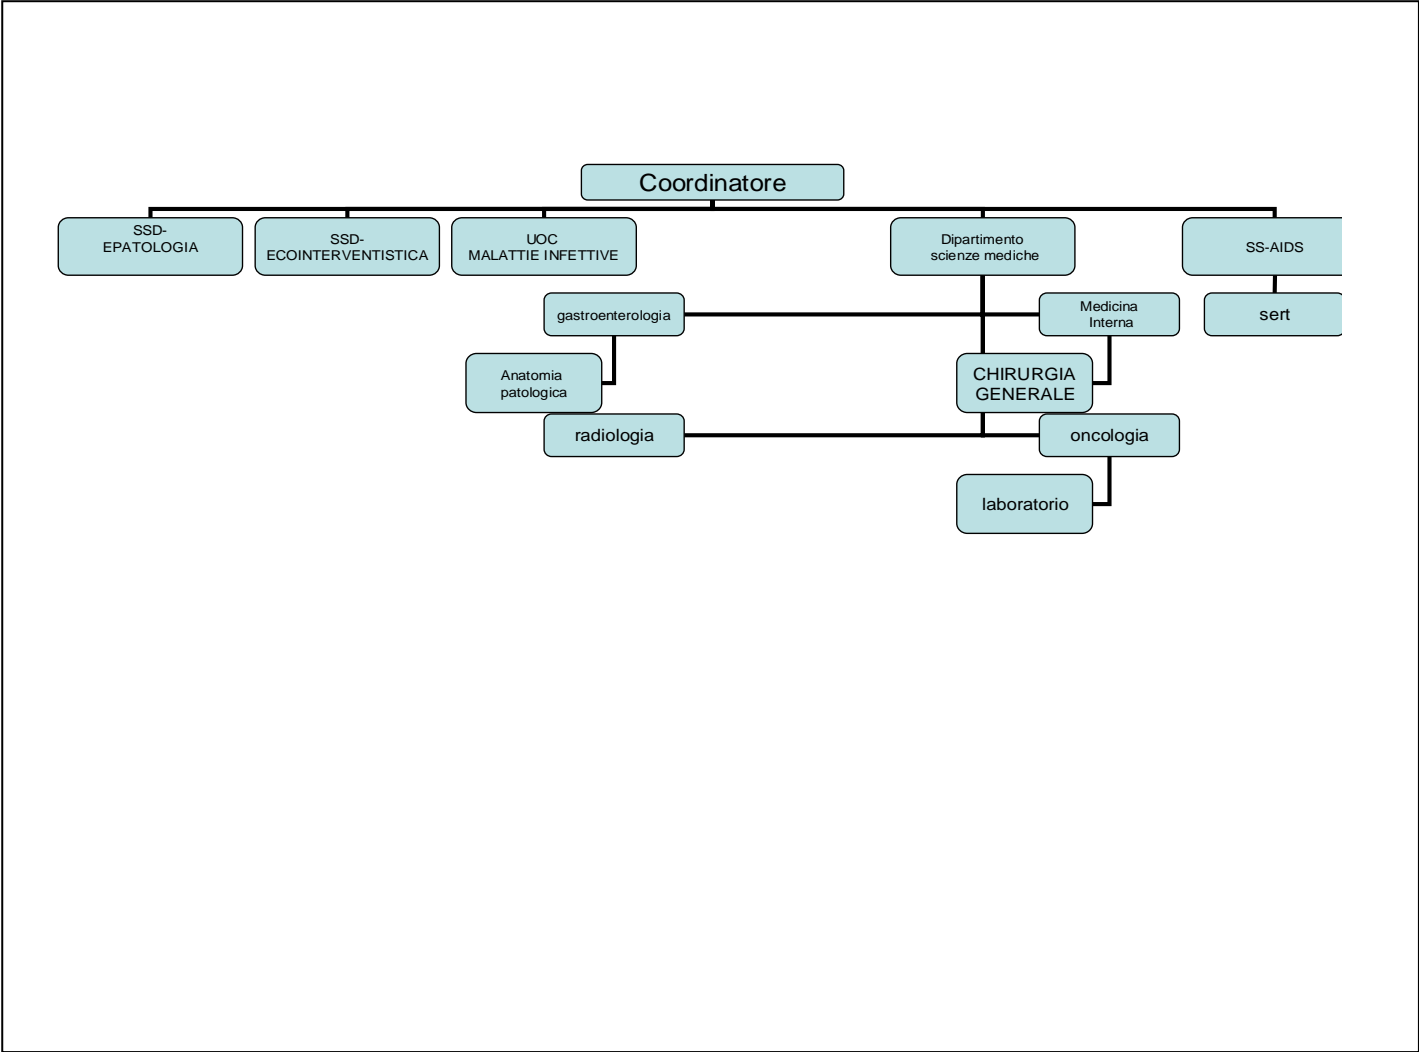 Coordinatore
SSD-
EPATOLOGIA
SSD-
ECOINTERVENTISTICA
UOC
MALATTIE INFETTIVE
Dipartimento
scienze mediche
SS-AIDS
gastroenterologia
Medicina
Interna
sert
Anatomia
patologica
CHIRURGIA
GENERALE
radiologia
oncologia
laboratorio